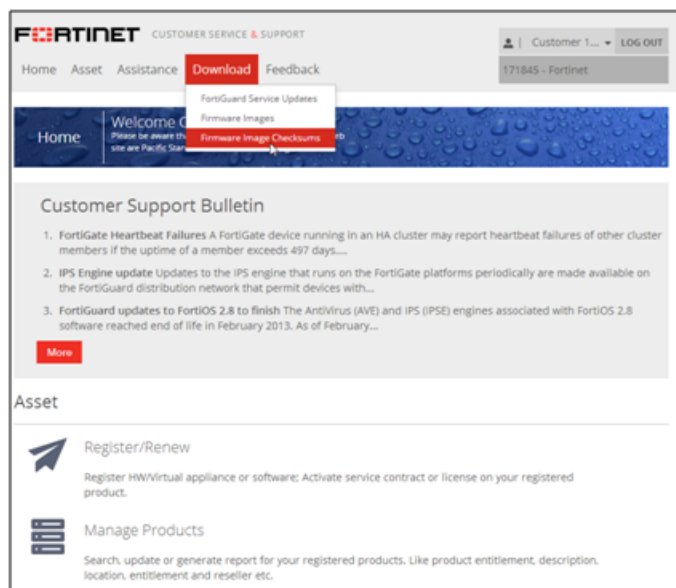 FORTINET CUSTOMER SERVICE & SUPPORT
Customer 1... LOG OUT
Home Asset Assistance Download Feedback
171845 - Fortinet
FortiGuard Service Updates
Firmware Images
Firmware Image Checksums
Home
Welcome
Please be aware
site are Pacific
Customer Support Bulletin
1. FortiGate Heartbeat Failures A FortiGate device running in an HA cluster may report heartbeat failures of other cluster
members if the uptime of a member exceeds 497 days....
2. IPS Engine update Updates to the IPS engine that runs on the FortiGate platforms periodically are made available on
the FortiGuard distribution network that permit devices with...
3. FortiGuard updates to FortiOS 2.8 to finish The AntiVirus (AVE) and IPS (IPSE) engines associated with FortiOS 2.8
software reached end of life in February 2013. As of February...
More
Asset
Register/Renew
Register HW/Virtual appliance or software; Activate service contract or license on your registered
product.
Manage Products
Search, update or generate report for your registered products. Like product entitlement, description,
location, entitlement and reseller etc.